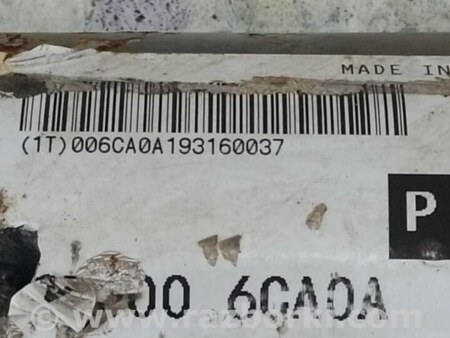 MADE IN
(1T)006CA0A193160037
P
00 6CA0A
www.razborki.com